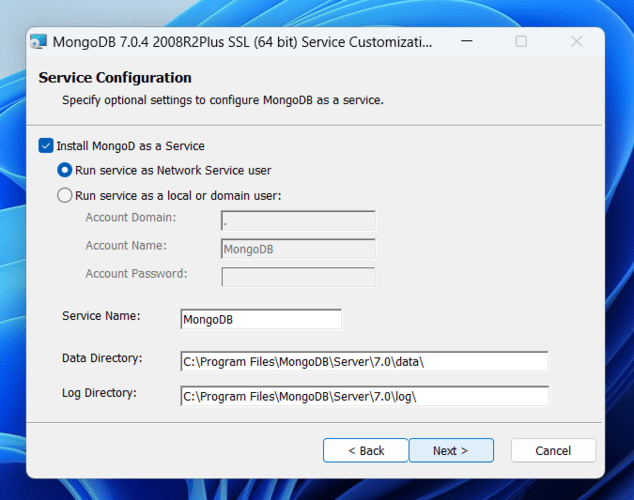 MongoDB 7.0.4 2008R2Plus SSL (64 bit) Service Customizati...
Service Configuration
Specify optional settings to configure MongoDB as a service.
Install MongoD as a Service
Run service as Network Service user
Run service as a local or domain user:
Account Domain: .
Account Name: MongoDB
Account Password:
Service Name: MongoDB
Data Directory: C:\Program Files\MongoDB\Server\7.0\data\
Log Directory: C:\Program Files\MongoDB\Server\7.0\log\
< Back Next > Cancel